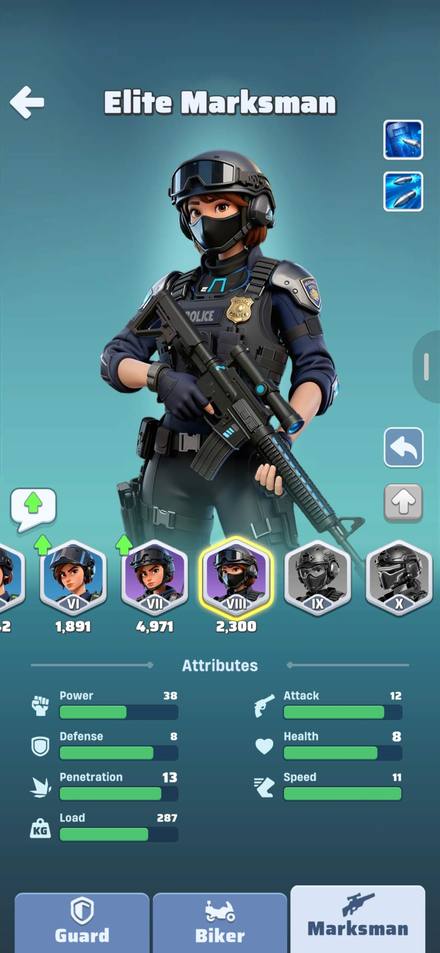 Elite Marksman
POLICE
VI
VII
VIII
IX
X
1,891
4,971
2,300
Attributes
Power 38
Attack 12
Defense 8
Health 8
Penetration 13
Speed 11
KG
Load 287
Guard
Biker
Marksman